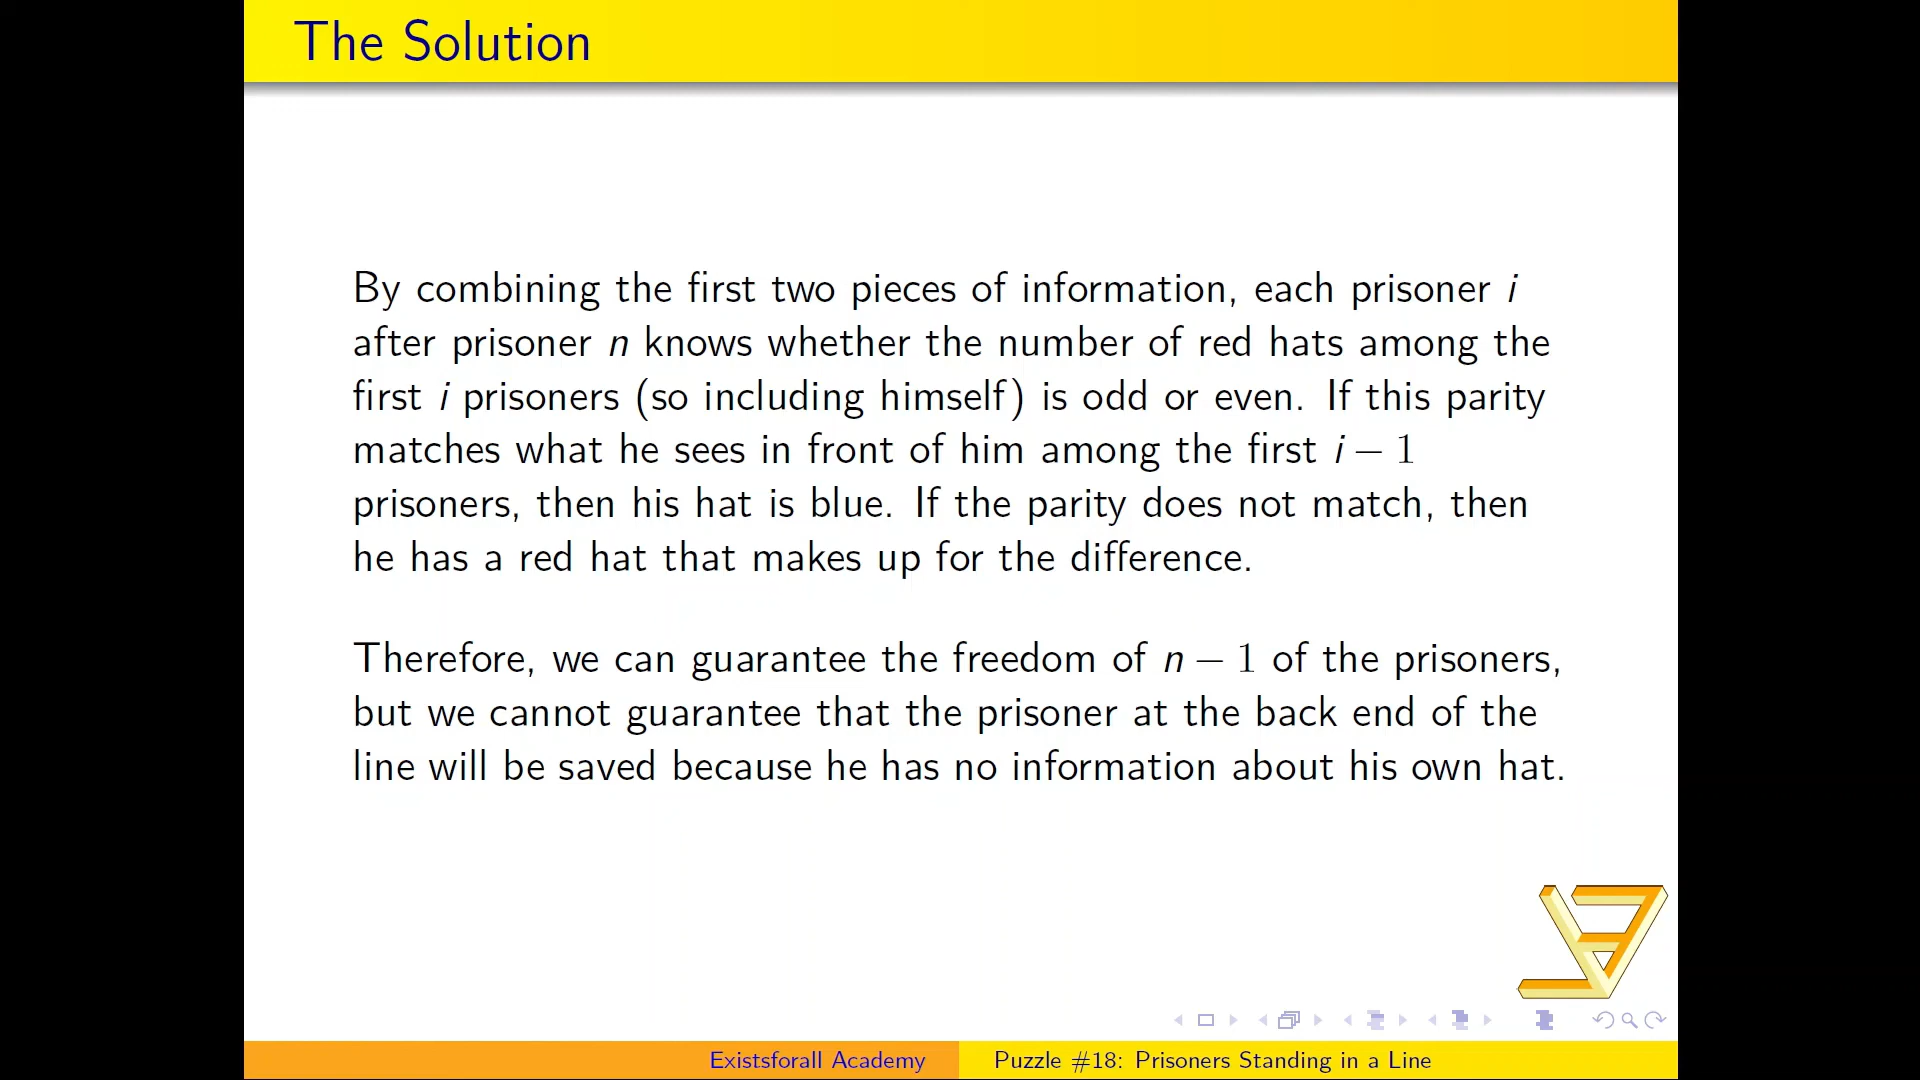 The Solution
By combining the first two pieces of information, each prisoner i
after prisoner n knows whether the number of red hats among the
first i prisoners (so including himself) is odd or even. If this parity
matches what he sees in front of him among the first i − 1
prisoners, then his hat is blue. If the parity does not match, then
he has a red hat that makes up for the difference.
Therefore, we can guarantee the freedom of n − 1 of the prisoners,
but we cannot guarantee that the prisoner at the back end of the
line will be saved because he has no information about his own hat.
Existsforall Academy
Puzzle #18: Prisoners Standing in a Line